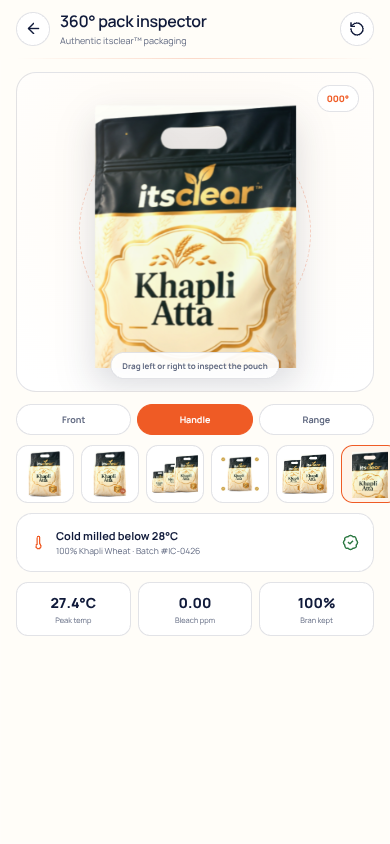 360° pack inspector
Authentic itsclear™ packaging
000°
itsclear™
Khapli
Atta
Drag left or right to inspect the pouch
Front
Handle
Range
Cold milled below 28°C
100% Khapli Wheat · Batch #IC-0426
27.4°C
0.00
100%
Peak temp
Bleach ppm
Bran kept